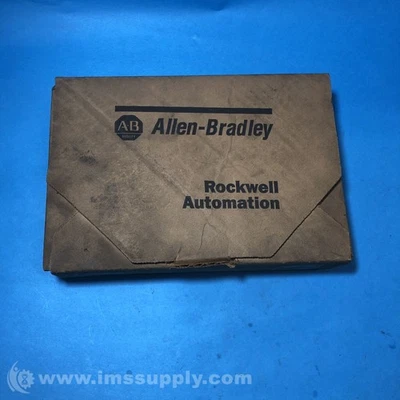 AB Allen-Bradley
Rockwell
Automation
www.imssupply.com